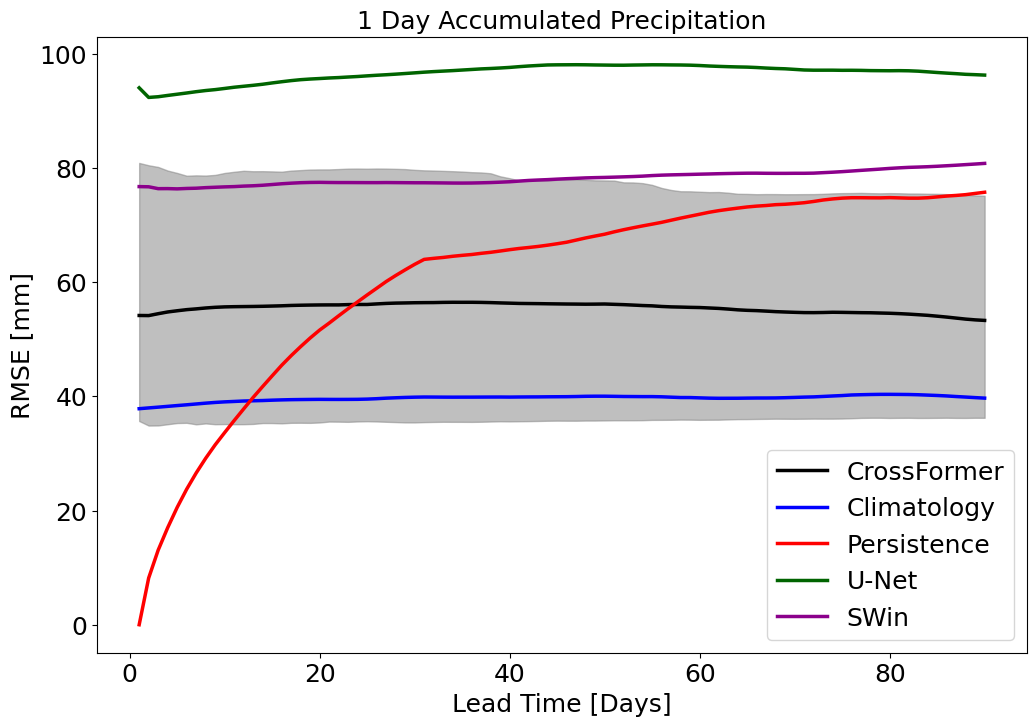 1 Day Accumulated Precipitation
RMSE [mm]
100
80
60
40
20
0
0 20 40 60 80
Lead Time [Days]
CrossFormer
Climatology
Persistence
U-Net
SWin